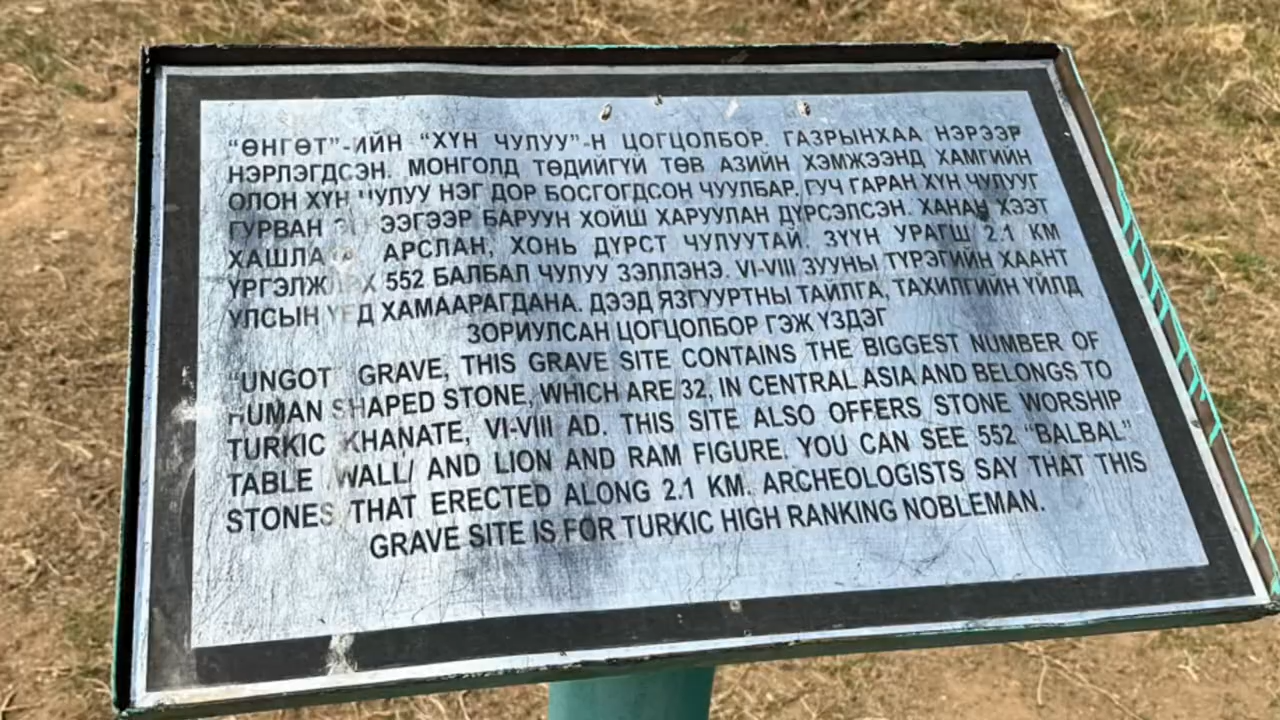 "ӨНГӨТ"-ИЙН "ХҮН ЧУЛУУ"-Н ЦОГЦОЛБОР. ГАЗРЫНХАА НЭРЭЭР
НЭРЛЭГДСЭН. МОНГОЛД ТӨДИЙГҮЙ ТӨВ АЗИЙН ХЭМЖЭЭНД ХАМГИЙН
ОЛОН ХҮН ЧУЛУУ НЭГ ДОР БОСГОГДСОН ЧУУЛБАР. ГУЧ ГАРАН ХҮН ЧУЛУУГ
ГУРВАН БАРУУН ХОЙШ ХАРУУЛАН ДҮРСЭЛСЭН. ХАНАН ХЭЭТ
АРСЛАН, ХОНЬ ДҮРСТ ЧУЛУУТАЙ. ЗҮҮН УРАГШ 2.1 КМ
552 БАЛБАЛ ЧУЛУУ ЗЭЛЛЭНЭ. VI-VIII ЗУУНЫ ТҮРЭГИЙН ХААНТ
УЛСЫН ҮЕД ХАМААРАГДАНА. ДЭЭД ЯЗГУУРТНЫ ТАЙЛГА, ТАХИЛГИЙН ҮЙЛД
ЗОРИУЛСАН ЦОГЦОЛБОР ГЭЖ ҮЗДЭГ
"UNGOT" GRAVE, THIS GRAVE SITE CONTAINS THE BIGGEST NUMBER OF
HUMAN SHAPED STONE, WHICH ARE 32, IN CENTRAL ASIA AND BELONGS TO
TURKIC KHANATE, VI-VIII AD. THIS SITE ALSO OFFERS STONE WORSHIP
TABLE /WALL/ AND LION AND RAM FIGURE. YOU CAN SEE 552 "BALBAL"
STONES THAT ERECTED ALONG 2.1 KM. ARCHEOLOGISTS SAY THAT THIS
GRAVE SITE IS FOR TURKIC HIGH RANKING NOBLEMAN.